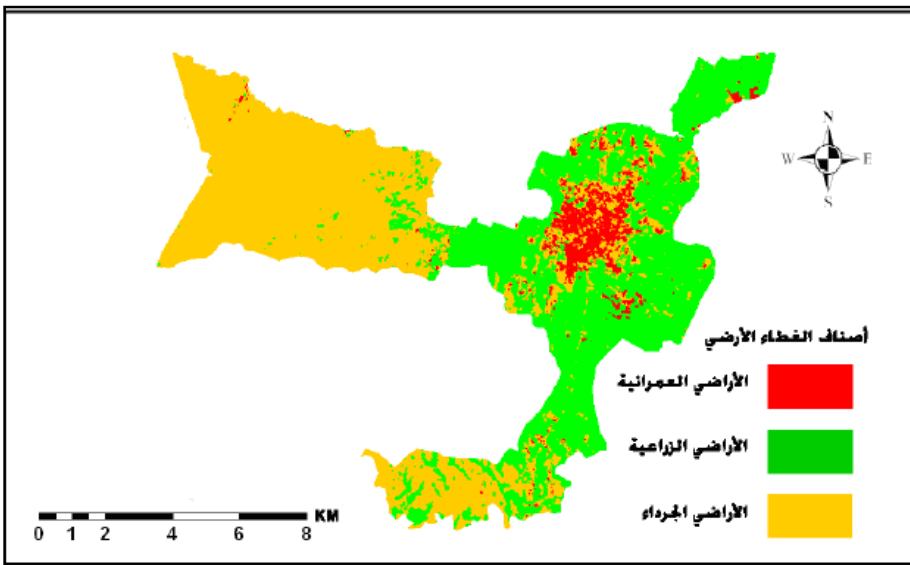 N
W E
S
أصناف الغطاء الأرضي
الأراضي العمرانية
الأراضي الزراعية
الأراضي الجرداء
KM
0 1 2 4 6 8